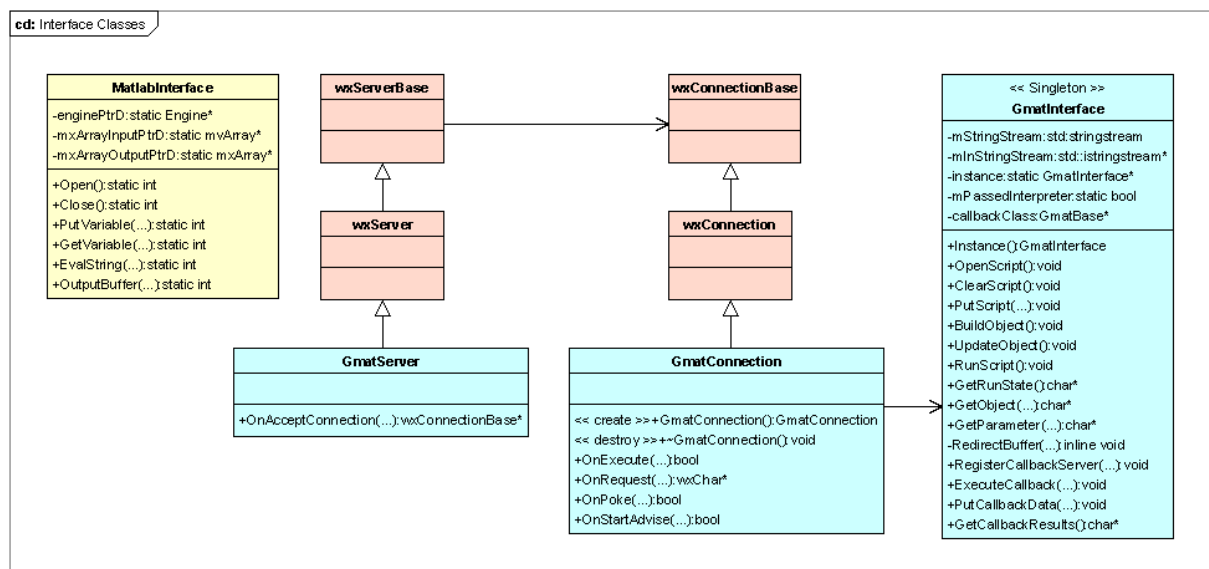 cd: Interface Classes
MatlabInterface
-enginePtrD:static Engine*
-mxArrayInputPtrD:static mvArray*
-mxArrayOutputPtrD:static mxArray*
+Open():static int
+Close():static int
+PutVariable(...):static int
+GetVariable(...):static int
+EvalString(...):static int
+OutputBuffer(...):static int
wxServerBase
wxConnectionBase
wxServer
wxConnection
GmatServer
+OnAcceptConnection(...):wxConnectionBase*
GmatConnection
<< create >>+GmatConnection():GmatConnection
<< destroy >>+~GmatConnection():void
+OnExecute(...):bool
+OnRequest(...):wxChar*
+OnPoke(...):bool
+OnStartAdvise(...):bool
<< Singleton >>
GmatInterface
-mStringStream:std:stringstream
-mInStringStream:std::istringstream*
-instance:static GmatInterface*
-mPassedInterpreter:static bool
-callbackClass:GmatBase*
+Instance():GmatInterface
+OpenScript():void
+ClearScript():void
+PutScript(...):void
+BuildObject():void
+UpdateObject():void
+RunScript():void
+GetRunState():char*
+GetObject(...):char*
+GetParameter(...):char*
-RedirectBuffer(...):inline void
+RegisterCallbackServer(...):void
+ExecuteCallback(...):void
+PutCallbackData(...):void
+GetCallbackResults():char*